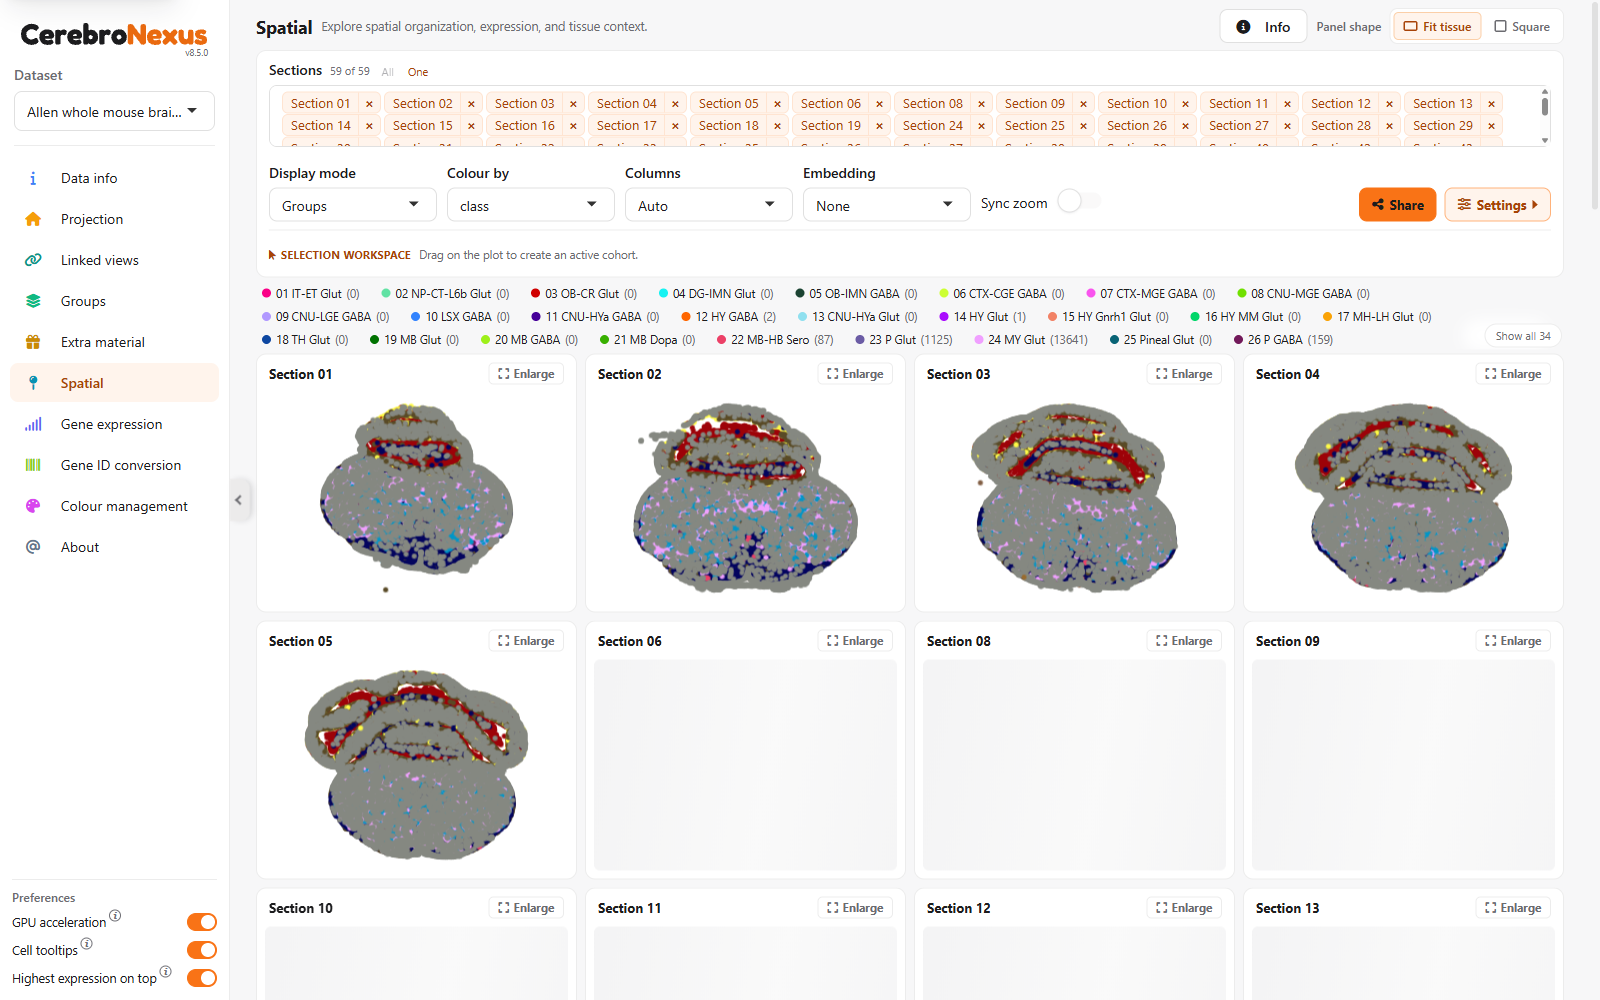 CerebroNexus
v8.5.0
Dataset
Allen whole mouse brai...
Data info
Projection
Linked views
Groups
Extra material
Spatial
Gene expression
Gene ID conversion
Colour management
About
Preferences
GPU acceleration
Cell tooltips
Highest expression on top
Spatial Explore spatial organization, expression, and tissue context.
Info Panel shape Fit tissue Square
Sections 59 of 59 All One
Section 01 × Section 02 × Section 03 × Section 04 × Section 05 × Section 06 × Section 08 × Section 09 × Section 10 × Section 11 × Section 12 × Section 13 ×
Section 14 × Section 15 × Section 16 × Section 17 × Section 18 × Section 19 × Section 24 × Section 25 × Section 26 × Section 27 × Section 28 × Section 29 ×
Display mode Colour by Columns Embedding
Groups class Auto None Sync zoom Share Settings
SELECTION WORKSPACE Drag on the plot to create an active cohort.
01 IT-ET Glut (0) 02 NP-CT-L6b Glut (0) 03 OB-CR Glut (0) 04 DG-IMN Glut (0) 05 OB-IMN GABA (0) 06 CTX-CGE GABA (0) 07 CTX-MGE GABA (0) 08 CNU-MGE GABA (0)
09 CNU-LGE GABA (0) 10 LSX GABA (0) 11 CNU-HYa GABA (0) 12 HY GABA (2) 13 CNU-HYa Glut (0) 14 HY Glut (1) 15 HY Gnrh1 Glut (0) 16 HY MM Glut (0) 17 MH-LH Glut (0)
18 TH Glut (0) 19 MB Glut (0) 20 MB GABA (0) 21 MB Dopa (0) 22 MB-HB Sero (87) 23 P Glut (1125) 24 MY Glut (13641) 25 Pineal Glut (0) 26 P GABA (159) Show all 34
Section 01 Enlarge Section 02 Enlarge Section 03 Enlarge Section 04 Enlarge
Section 05 Enlarge Section 06 Enlarge Section 08 Enlarge Section 09 Enlarge
Section 10 Enlarge Section 11 Enlarge Section 12 Enlarge Section 13 Enlarge